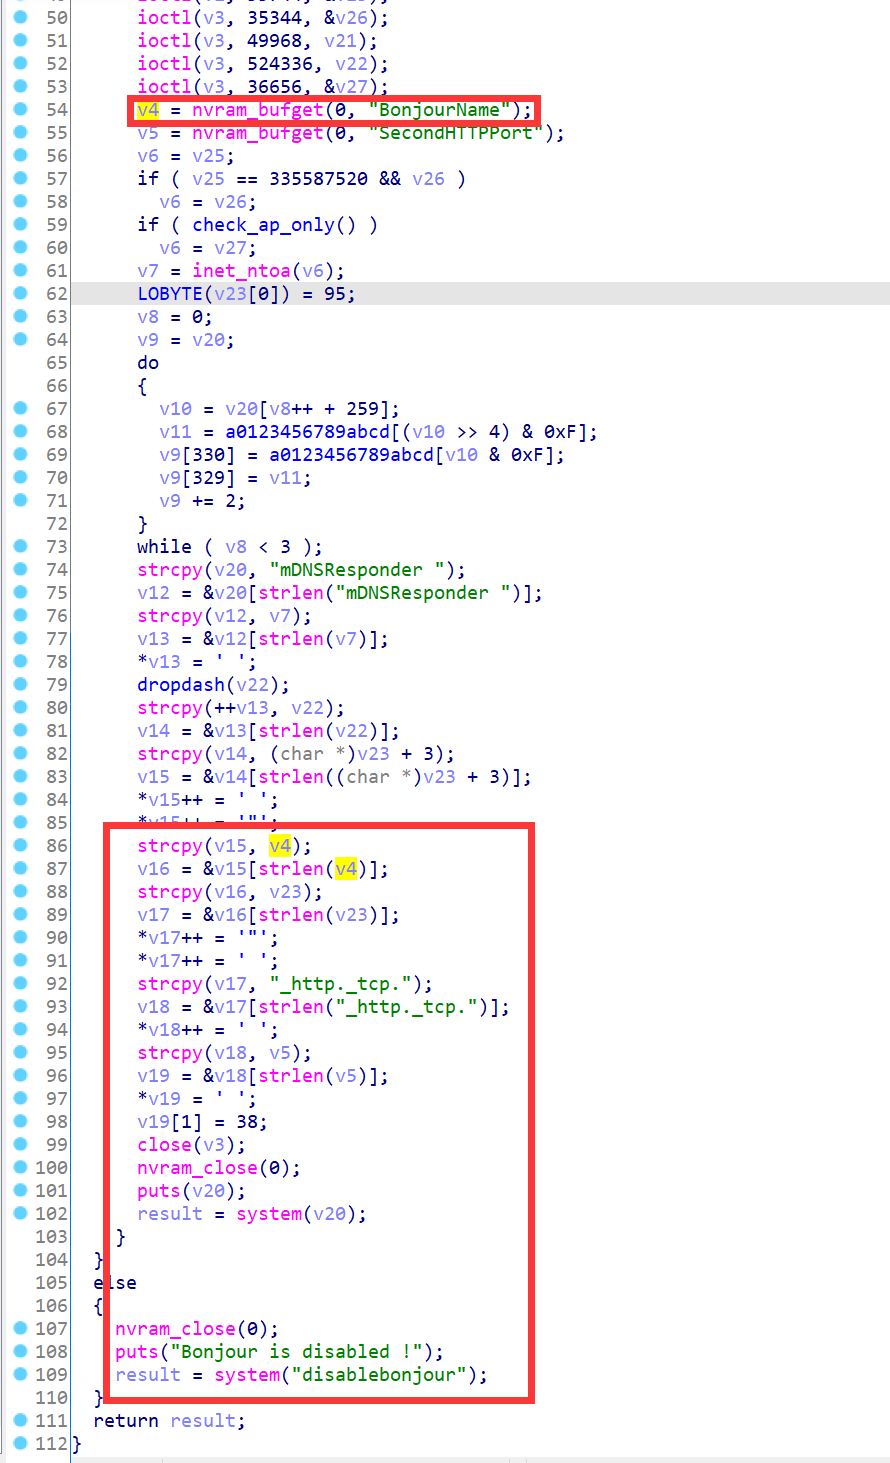 50 ioctl(v3, 35344, &v26);
51 ioctl(v3, 49968, v21);
52 ioctl(v3, 524336, v22);
53 ioctl(v3, 36656, &v27);
54 v4 = nvram_bufget(0, "BonjourName");
55 v5 = nvram_bufget(0, "SecondHTTPPort");
56 v6 = v25;
57 if ( v25 == 335587520 && v26 )
58 v6 = v26;
59 if ( check_ap_only() )
60 v6 = v27;
61 v7 = inet_ntoa(v6);
62 LOBYTE(v23[0]) = 95;
63 v8 = 0;
64 v9 = v20;
65 do
66 {
67 v10 = v20[v8++ + 259];
68 v11 = a0123456789abcd[(v10 >> 4) & 0xF];
69 v9[330] = a0123456789abcd[v10 & 0xF];
70 v9[329] = v11;
71 v9 += 2;
72 }
73 while ( v8 < 3 );
74 strcpy(v20, "mDNSResponder ");
75 v12 = &v20[strlen("mDNSResponder ")];
76 strcpy(v12, v7);
77 v13 = &v12[strlen(v7)];
78 *v13 = ' ';
79 dropdash(v22);
80 strcpy(++v13, v22);
81 v14 = &v13[strlen(v22)];
82 strcpy(v14, (char *)v23 + 3);
83 v15 = &v14[strlen((char *)v23 + 3)];
84 *v15++ = ' ';
85 *v15++ = '"';
86 strcpy(v15, v4);
87 v16 = &v15[strlen(v4)];
88 strcpy(v16, v23);
89 v17 = &v16[strlen(v23)];
90 *v17++ = '"';
91 *v17++ = ' ';
92 strcpy(v17, "_http._tcp.");
93 v18 = &v17[strlen("_http._tcp.")];
94 *v18++ = ' ';
95 strcpy(v18, v5);
96 v19 = &v18[strlen(v5)];
97 *v19 = ' ';
98 v19[1] = 38;
99 close(v3);
100 nvram_close(0);
101 puts(v20);
102 result = system(v20);
103 }
104 }
105 else
106 {
107 nvram_close(0);
108 puts("Bonjour is disabled !");
109 result = system("disablebonjour");
110 }
111 return result;
112 }